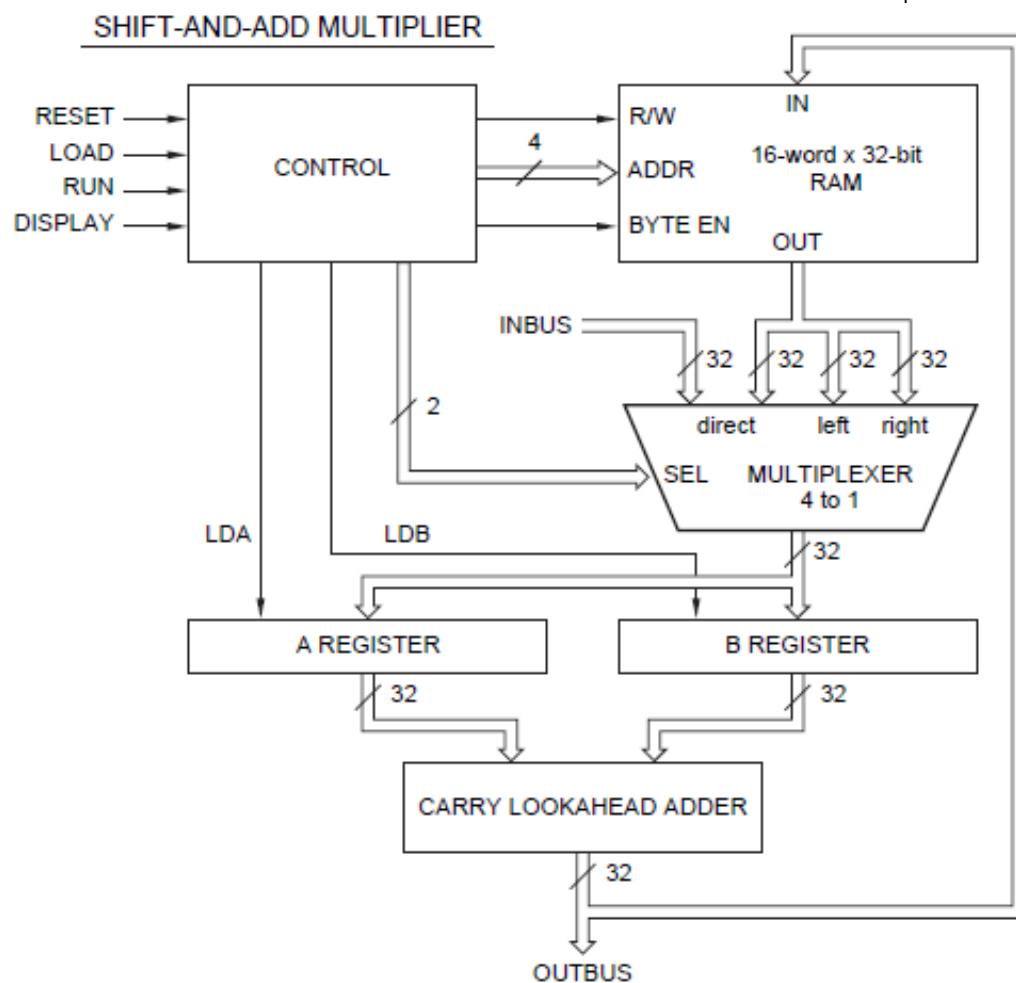 SHIFT-AND-ADD MULTIPLIER
RESET
LOAD
RUN
DISPLAY
CONTROL
4
R/W
ADDR
BYTE EN
IN
16-word x 32-bit
RAM
OUT
INBUS
32
32
32
32
2
direct
left
right
SEL
MULTIPLEXER
4 to 1
LDA
LDB
32
A REGISTER
B REGISTER
32
32
CARRY LOOKAHEAD ADDER
32
OUTBUS